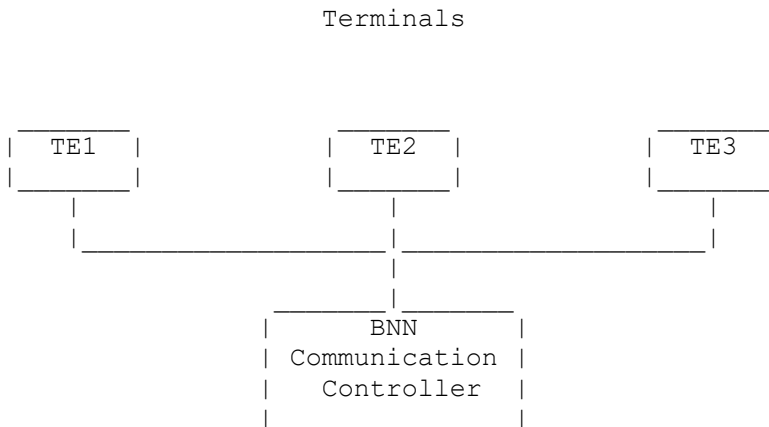 Terminals
TE1 TE2 TE3
BNN
Communication
Controller